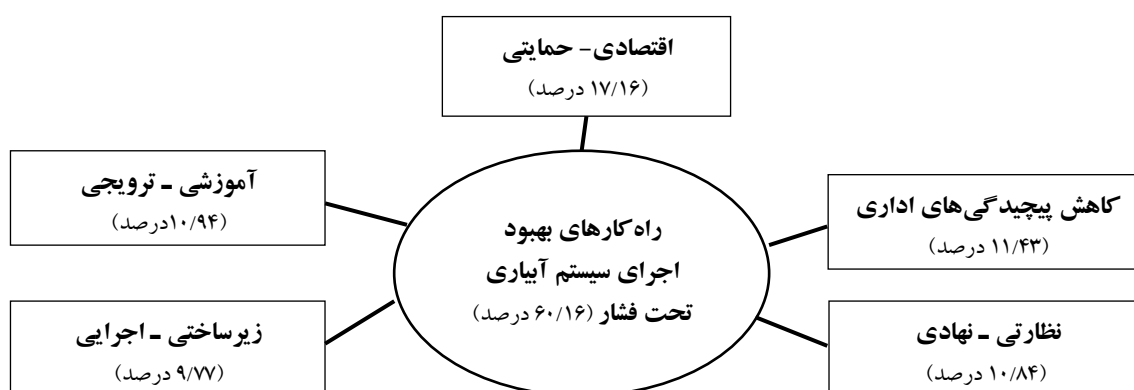 اقتصادی- حمایتی
(۱۷/۱۶ درصد)
آموزشی ـ ترویجی
(۱۰/۹۴درصد)
کاهش پیچیدگی‌های اداری
(۱۱/۴۳ درصد)
راه‌کارهای بهبود
اجرای سیستم آبیاری
تحت فشار (۶۰/۱۶ درصد)
زیرساختی ـ اجرایی
(۹/۷۷ درصد)
نظارتی ـ نهادی
(۱۰/۸۴ درصد)